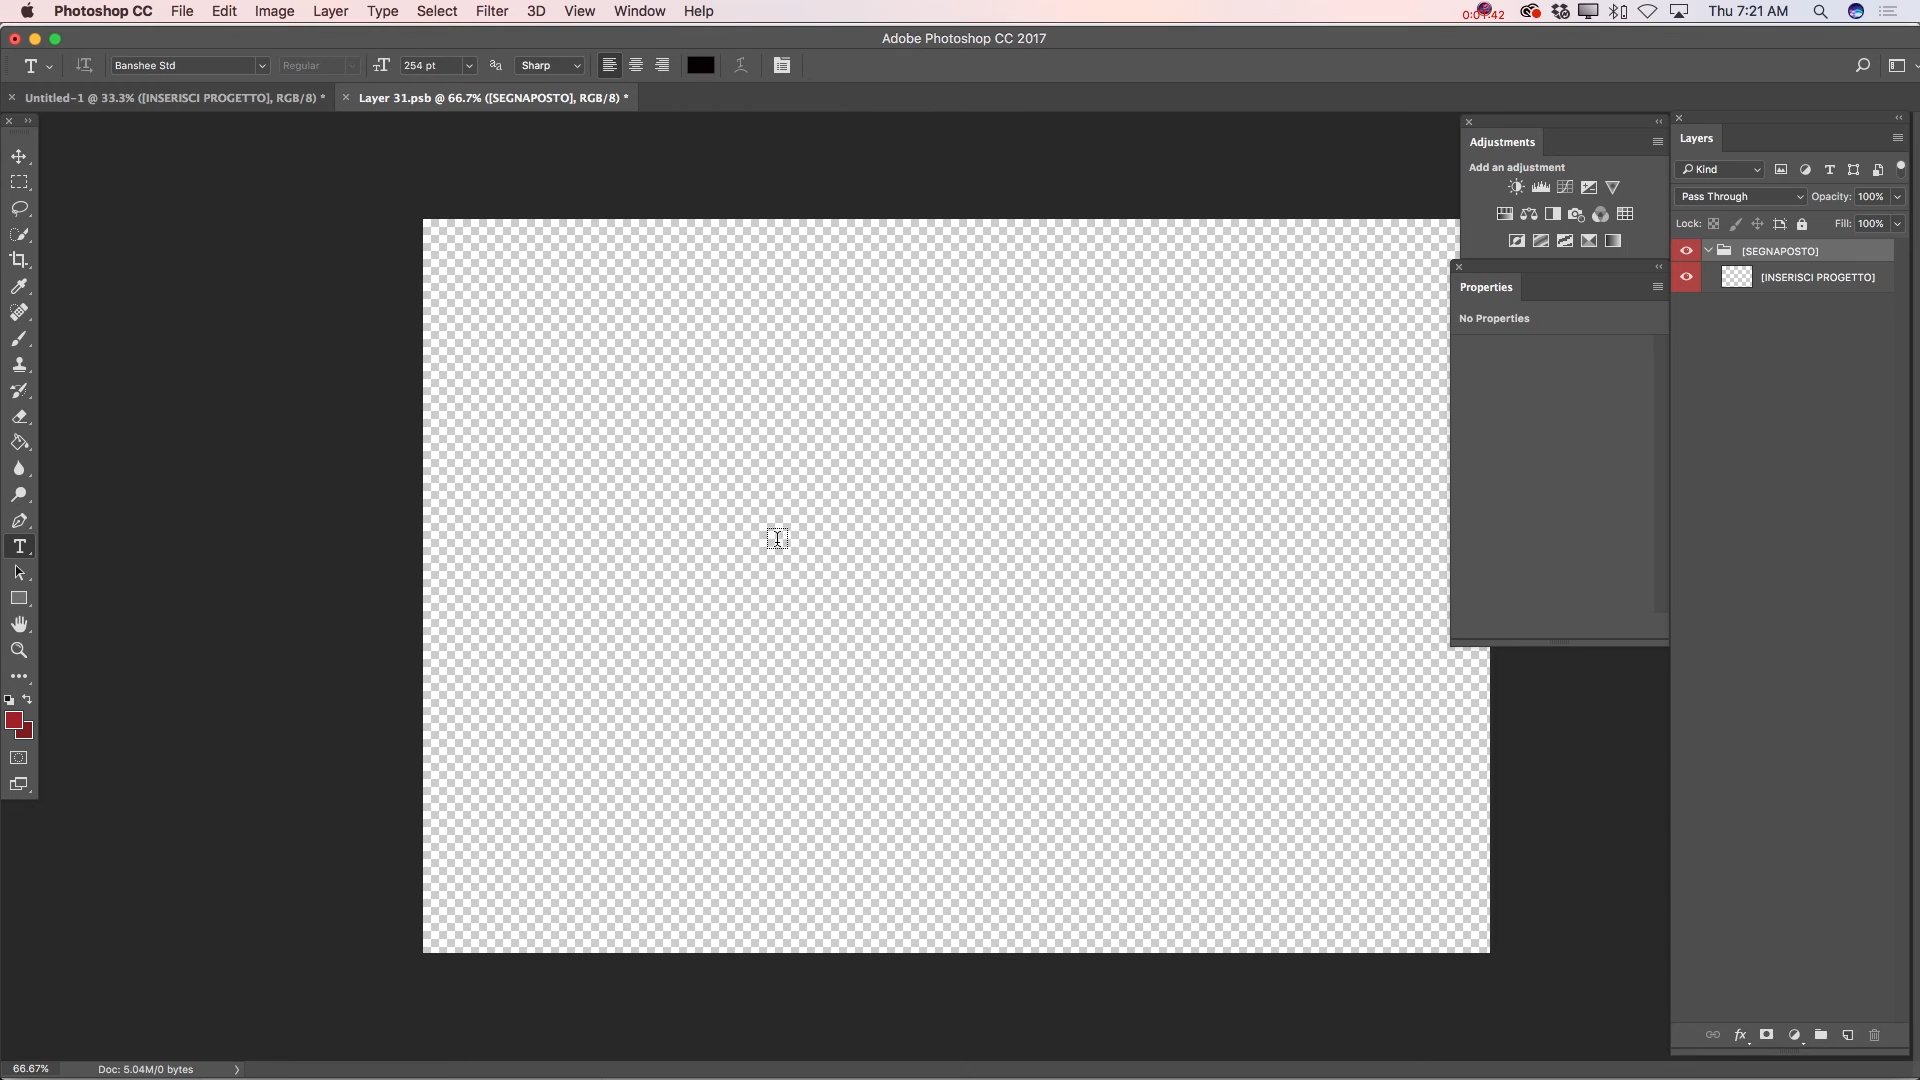 Photoshop CC File Edit Image Layer Type Select Filter 3D View Window Help 0:01:42 Thu 7:21 AM
Adobe Photoshop CC 2017
T Banshee Std Regular 254 pt Sharp
Untitled-1 @ 33.3% ([INSERISCI PROGETTO], RGB/8) * Layer 31.psb @ 66.7% ([SEGNAPOSTO], RGB/8) *
Adjustments
Add an adjustment
Properties
No Properties
Layers
Kind
Pass Through Opacity: 100%
Lock: Fill: 100%
[SEGNAPOSTO]
[INSERISCI PROGETTO]
fx
66.67% Doc: 5.04M/0 bytes